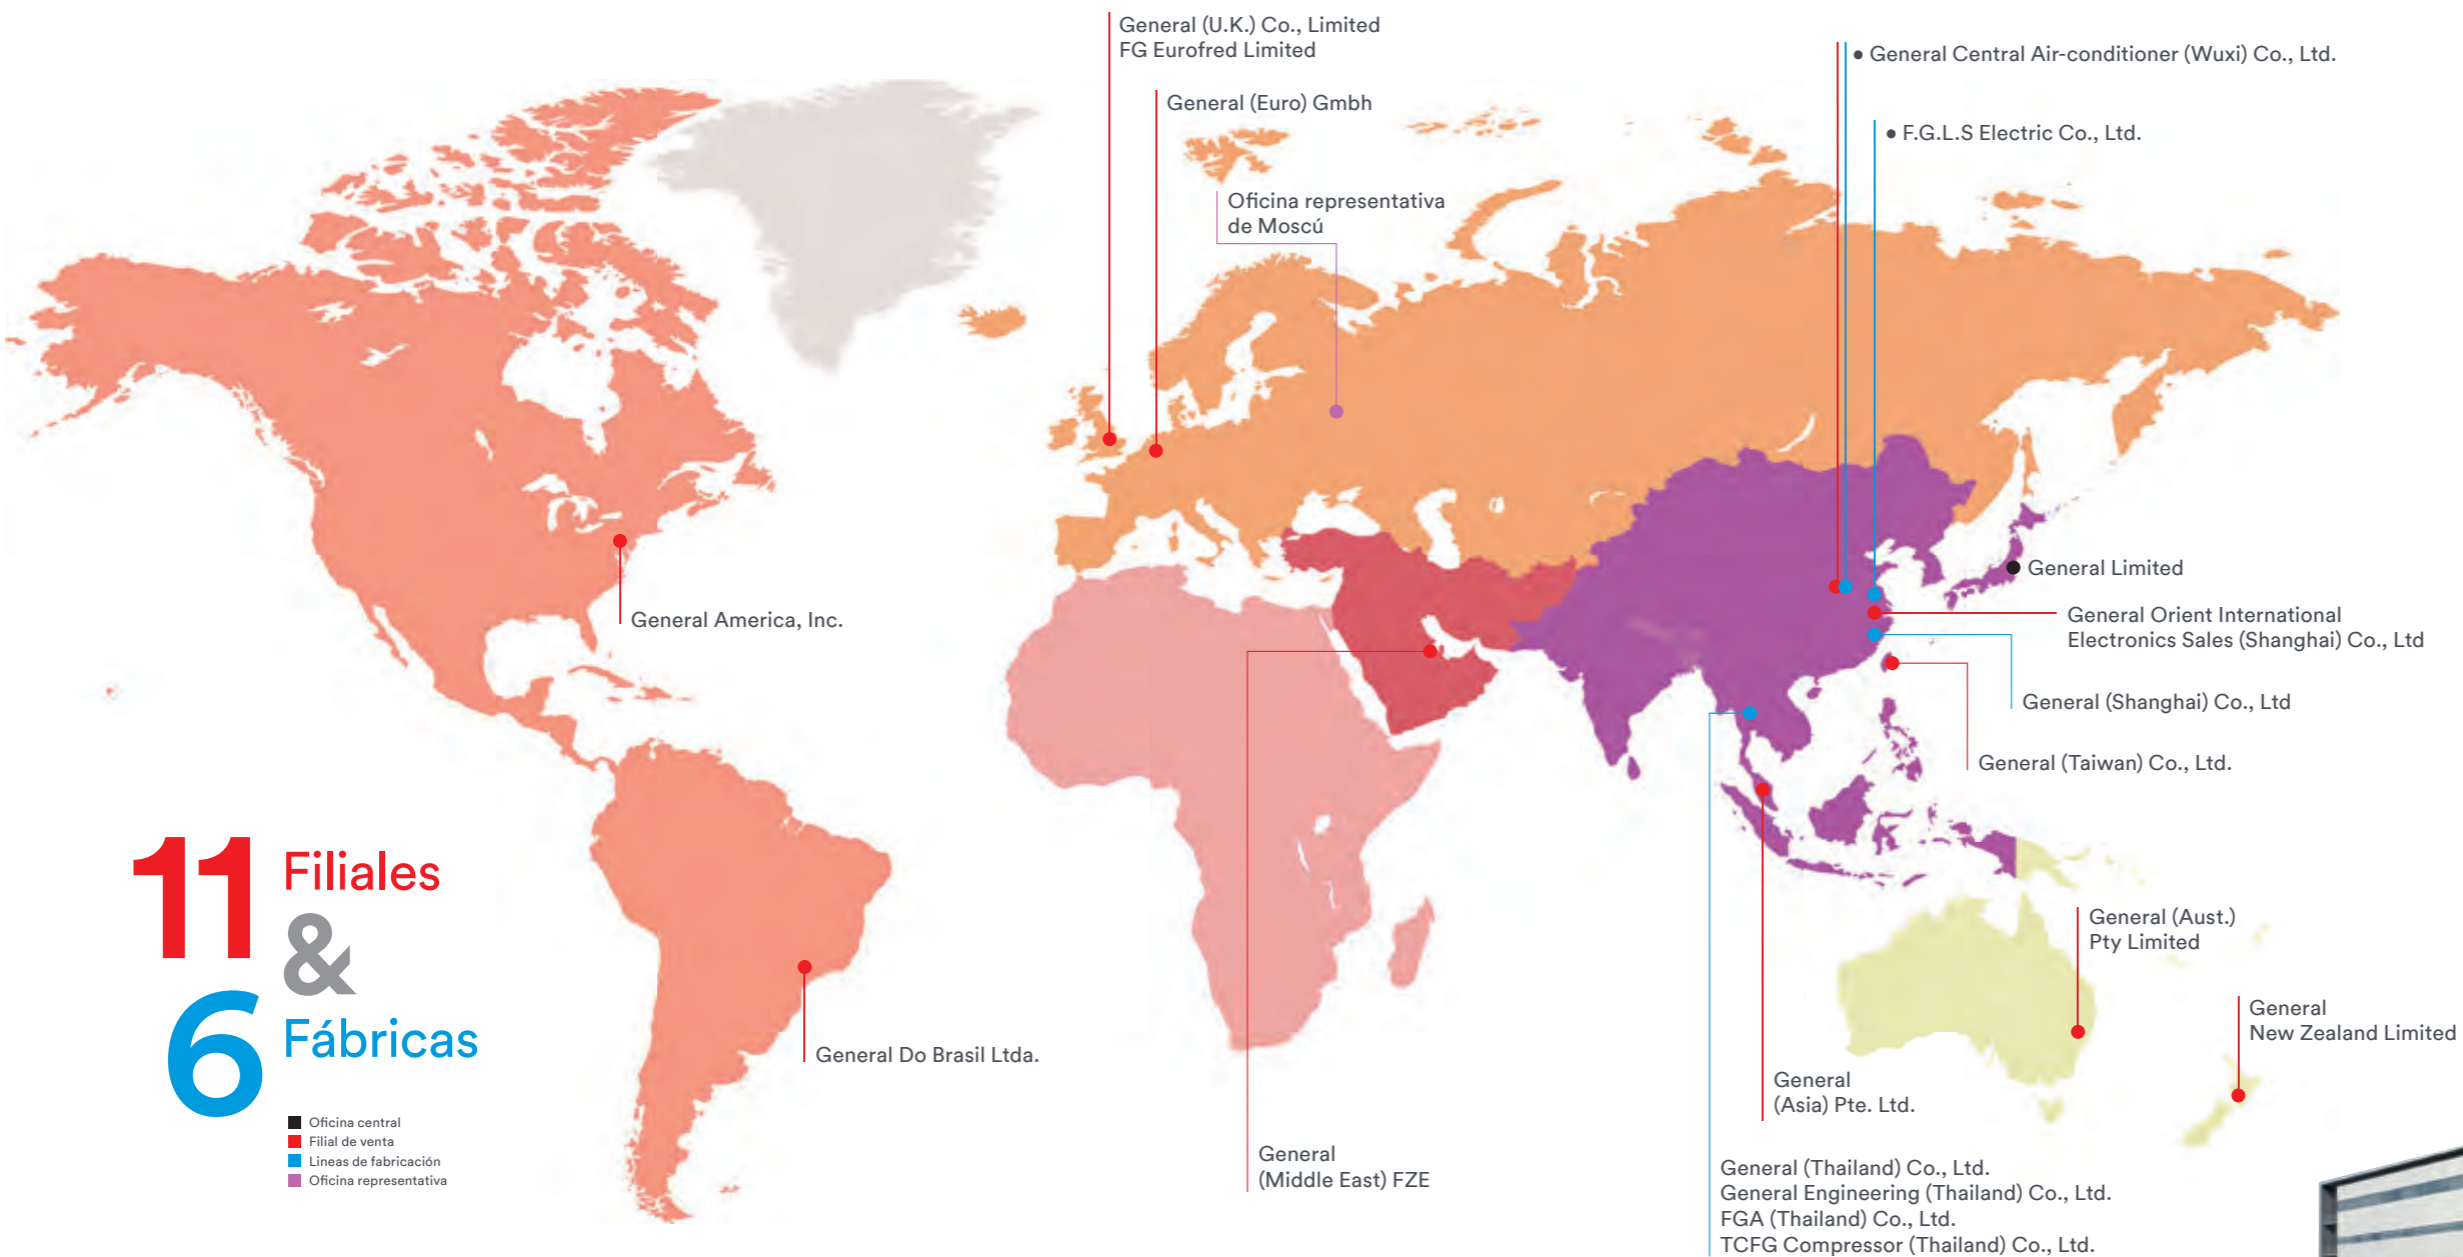 General (U.K.) Co., Limited
FG Eurofred Limited
General (Euro) Gmbh
Oficina representativa
de Moscú
• General Central Air-conditioner (Wuxi) Co., Ltd.
• F.G.L.S Electric Co., Ltd.
General Limited
General Orient International
Electronics Sales (Shanghai) Co., Ltd
General (Shanghai) Co., Ltd
General (Taiwan) Co., Ltd.
General America, Inc.
General Do Brasil Ltda.
General
(Middle East) FZE
General (Aust.)
Pty Limited
General
New Zealand Limited
General
(Asia) Pte. Ltd.
General (Thailand) Co., Ltd.
General Engineering (Thailand) Co., Ltd.
FGA (Thailand) Co., Ltd.
TCFG Compressor (Thailand) Co., Ltd.
11 Filiales
&
6 Fábricas
Oficina central
Filial de venta
Lineas de fabricación
Oficina representativa